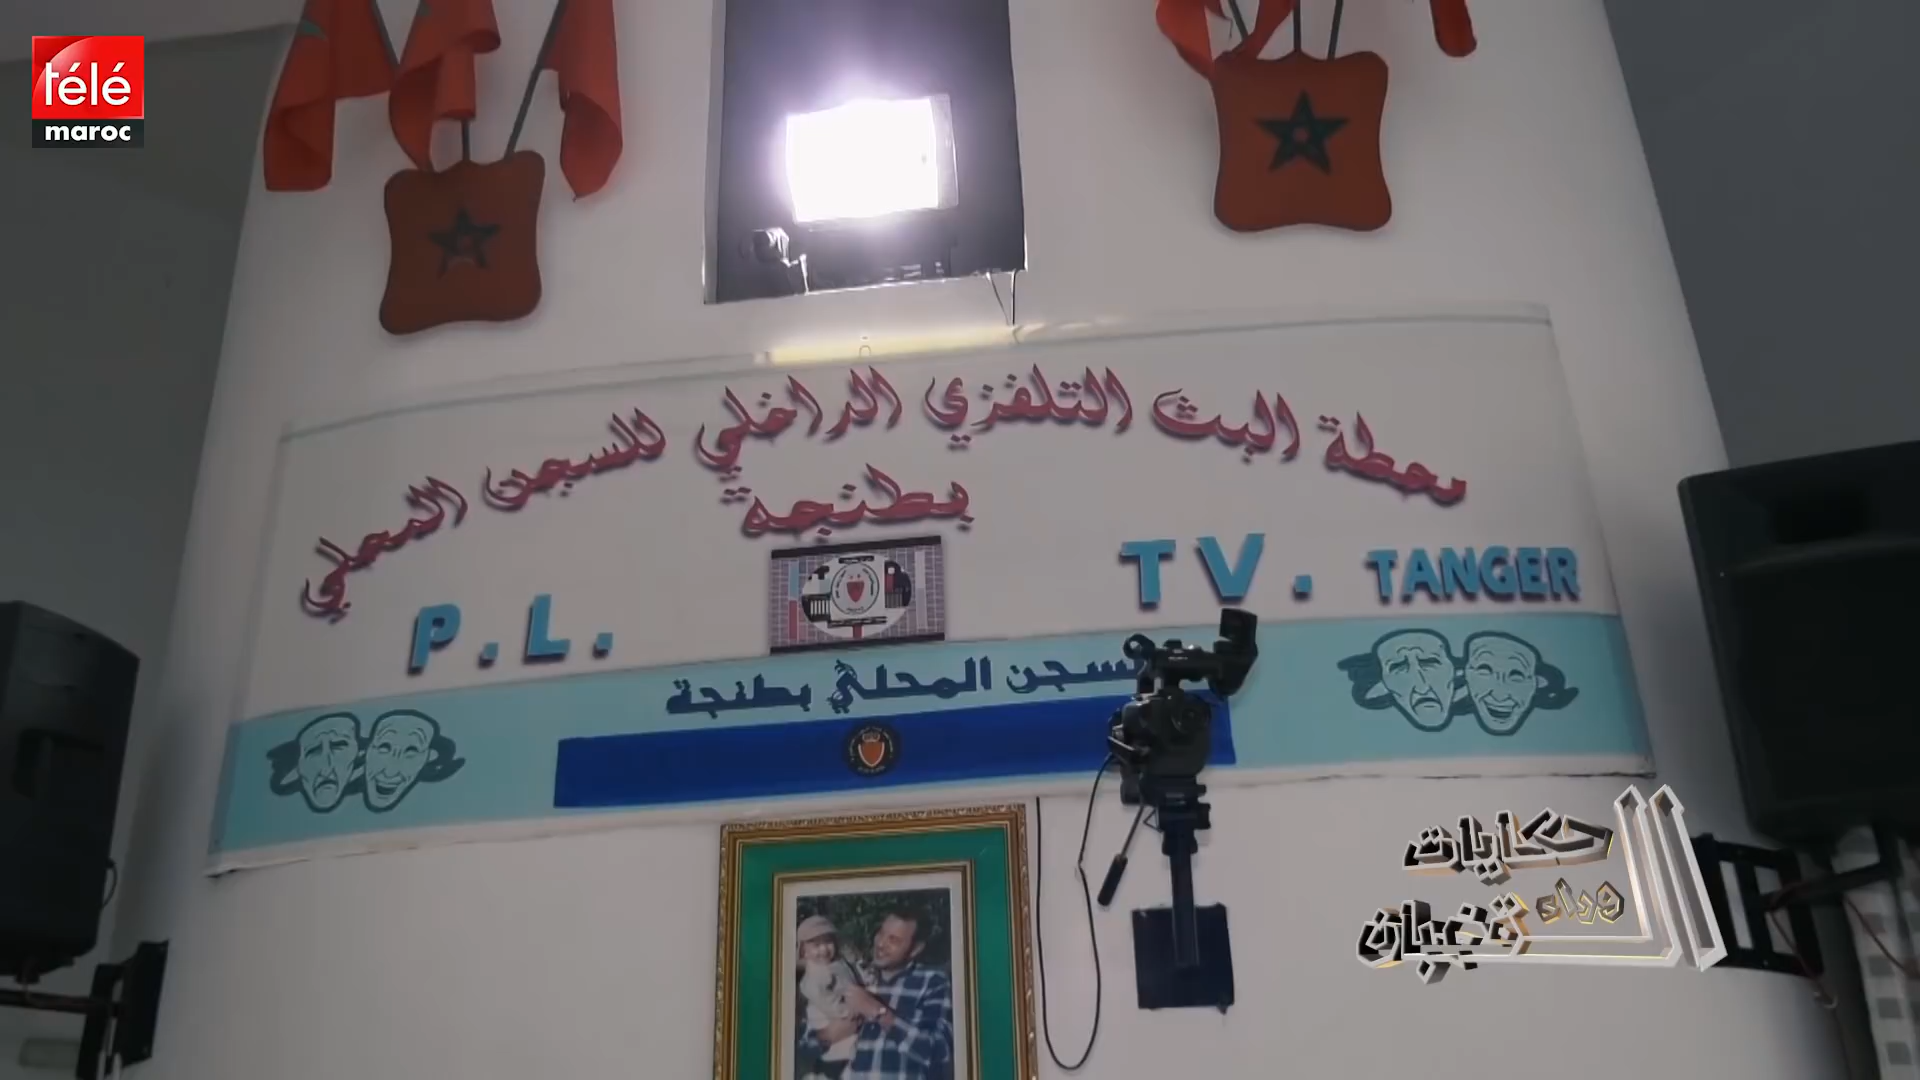 télé
maroc
محطة البث التلفزي الداخلي للسجن المحلي
بطنجة
P.L. TV. TANGER
السجن المحلي بطنجة
حكايات
وراء
القضبان